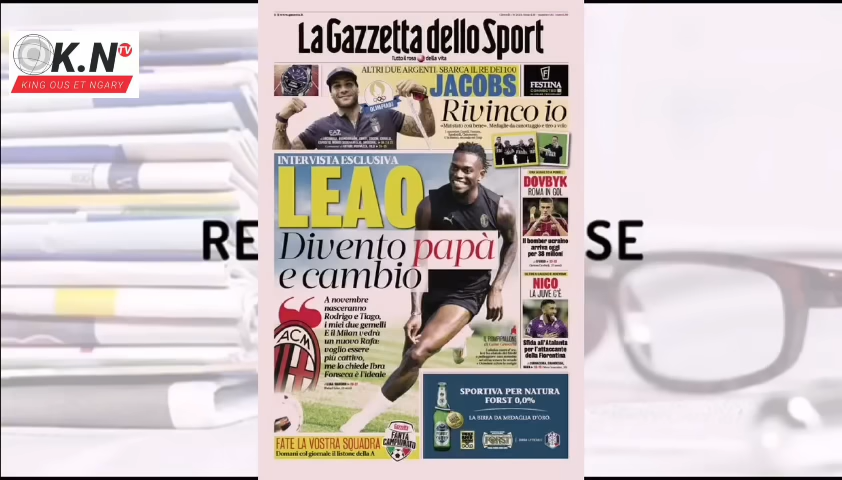 K.N TV
KING OUS ET NGARY
RE
SE
La Gazzetta dello Sport
Tutto il rosa della vita
ALTRI DUE ARGENTI. SBARCA IL RE DEI 100
JACOBS
Rivinco io
FESTINA
EA7
INTERVISTA ESCLUSIVA
LEAO
Divento papà
e cambio
A novembre
nasceranno
Rodrigo e Tiago,
i miei due gemelli
E il Milan vedrà
un nuovo Rafa:
voglio essere
più cattivo,
me lo chiede Ibra
Fonseca è l'ideale
ACM
DOVBYK
ROMA IN GOL
Il bomber ucraino
arriva oggi
per 38 milioni
NICO
LA JUVE C'È
Sfida all'Atalanta
per l'attaccante
della Fiorentina
SPORTIVA PER NATURA
FORST 0,0%
LA BIRRA DA MEDAGLIA D'ORO.
FORST
FATE LA VOSTRA SQUADRA
Domani col giornale il listone della A
Gazzetta
FANTA
CAMPIONATO